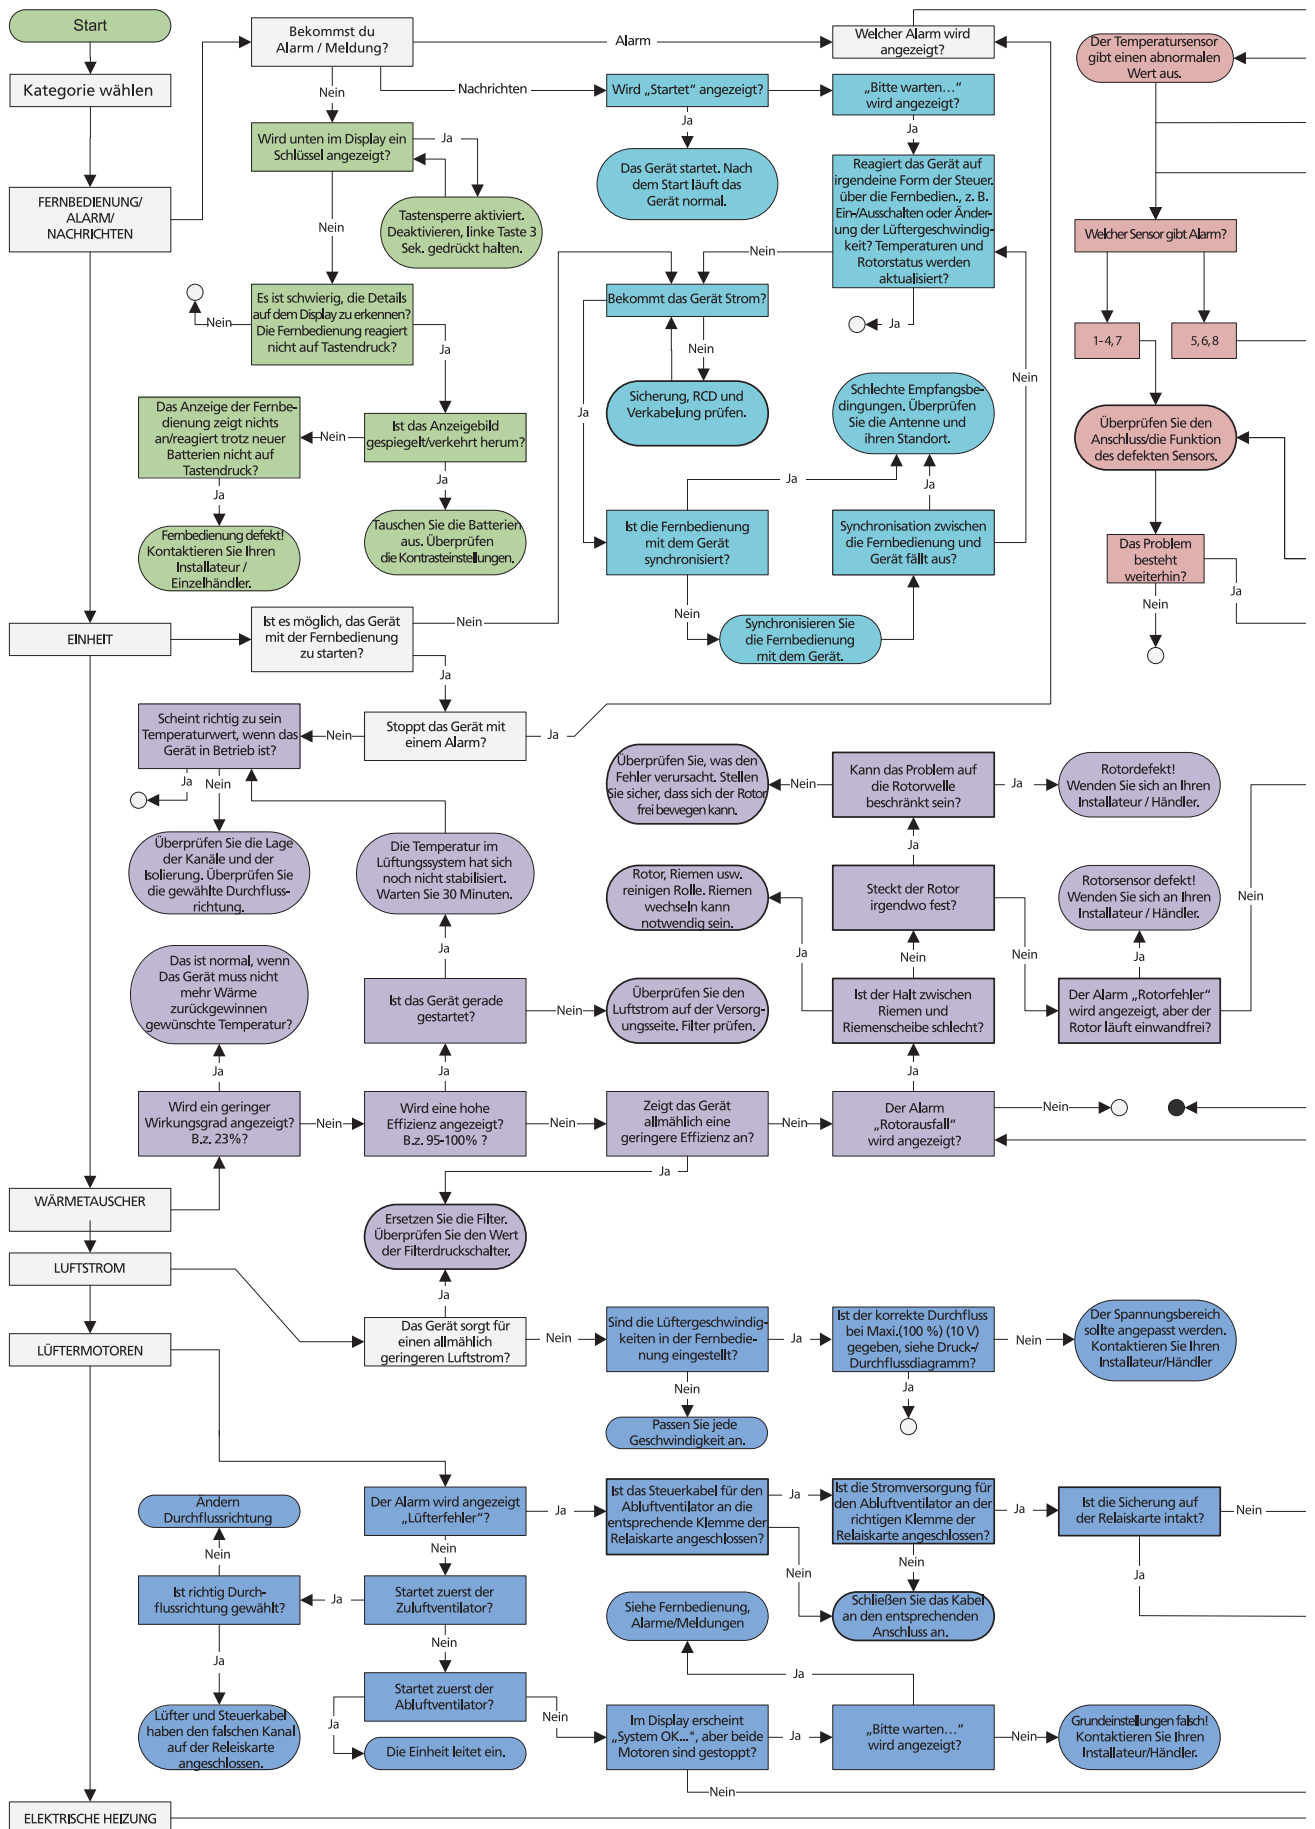 Start
Kategorie wählen
FERNBEDIENUNG/
ALARM/
NACHRICHTEN
Bekommst du
Alarm / Meldung?
Alarm
Welcher Alarm wird
angezeigt?
Nachrichten
Nein
Wird „Startet“ angezeigt?
„Bitte warten...“
wird angezeigt?
Ja
Ja
Wird unten im Display ein
Schlüssel angezeigt?
Ja
Nein
Tastensperre aktiviert.
Deaktivieren, linke Taste 3
Sek. gedrückt halten.
Das Gerät startet. Nach
dem Start läuft das
Gerät normal.
Reagiert das Gerät auf
irgendeine Form der Steuer.
über die Fernbedien., z. B.
Ein-/Ausschalten oder Änder-
ung der Lüftergeschwindig-
keit? Temperaturen und
Rotorstatus werden
aktualisiert?
Nein
Ja
Es ist schwierig, die Details
auf dem Display zu erkennen?
Die Fernbedienung reagiert
nicht auf Tastendruck?
Nein
Ja
Bekommt das Gerät Strom?
Nein
Ja
Sicherung, RCD und
Verkabelung prüfen.
Das Anzeige der Fernbe-
dienung zeigt nichts
an/reagiert trotz neuer
Batterien nicht auf
Tastendruck?
Nein
Ist das Anzeigebild
gespiegelt/verkehrt herum?
Ja
Ja
Fernbedienung defekt!
Kontaktieren Sie Ihren
Installateur /
Einzelhändler.
Tauschen Sie die Batterien
aus. Überprüfen
die Kontrasteinstellungen.
Schlechte Empfangsbe-
dingungen. Überprüfen
Sie die Antenne und
ihren Standort.
Nein
Ja
Ja
Ist die Fernbedienung
mit dem Gerät
synchronisiert?
Synchronisation zwischen
die Fernbedienung und
Gerät fällt aus?
Nein
Synchronisieren Sie
die Fernbedienung
mit dem Gerät.
Der Temperatursensor
gibt einen abnormalen
Wert aus.
Welcher Sensor gibt Alarm?
1-4, 7
5, 6, 8
Nein
Überprüfen Sie den
Anschluss/die Funktion
des defekten Sensors.
Das Problem
besteht
weiterhin?
Ja
Nein
EINHEIT
Ist es möglich, das Gerät
mit der Fernbedienung
zu starten?
Nein
Ja
Stoppt das Gerät mit
einem Alarm?
Ja
Nein
Scheint richtig zu sein
Temperaturwert, wenn das
Gerät in Betrieb ist?
Ja
Nein
Überprüfen Sie die Lage
der Kanäle und der
Isolierung. Überprüfen Sie
die gewählte Durchfluss-
richtung.
Die Temperatur im
Lüftungssystem hat sich
noch nicht stabilisiert.
Warten Sie 30 Minuten.
Ja
Überprüfen Sie, was den
Fehler verursacht. Stellen
Sie sicher, dass sich der Rotor
frei bewegen kann.
Nein
Kann das Problem auf
die Rotorwelle
beschränkt sein?
Ja
Rotordefekt!
Wenden Sie sich an Ihren
Installateur / Händler.
Ja
Rotor, Riemen usw.
reinigen Rolle. Riemen
wechseln kann
notwendig sein.
Steckt der Rotor
irgendwo fest?
Rotorsensor defekt!
Wenden Sie sich an Ihren
Installateur / Händler.
Nein
Ja
Nein
Nein
Ja
Das ist normal, wenn
Das Gerät muss nicht
mehr Wärme
zurückgewinnen
gewünschte Temperatur?
Ist das Gerät gerade
gestartet?
Nein
Überprüfen Sie den
Luftstrom auf der Versorg-
ungsseite. Filter prüfen.
Ist der Halt zwischen
Riemen und
Riemenscheibe schlecht?
Der Alarm „Rotorfehler“
wird angezeigt, aber der
Rotor läuft einwandfrei?
Ja
Ja
Ja
Wird ein geringer
Wirkungsgrad angezeigt?
B.z. 23%?
Nein
Wird eine hohe
Effizienz angezeigt?
B.z. 95-100% ?
Nein
Zeigt das Gerät
allmählich eine
geringere Effizienz an?
Nein
Der Alarm
„Rotorausfall“
wird angezeigt?
Nein
Ja
WÄRMETAUSCHER
Ersetzen Sie die Filter.
Überprüfen Sie den Wert
der Filterdruckschalter.
LUFTSTROM
Ja
Das Gerät sorgt für
einen allmählich
geringeren Luftstrom?
Nein
Sind die Lüftergeschwindig-
keiten in der Fernbedie-
nung eingestellt?
Ja
Ist der korrekte Durchfluss
bei Maxi.(100 %) (10 V)
gegeben, siehe Druck-/
Durchflussdiagramm?
Nein
Der Spannungsbereich
sollte angepasst werden.
Kontaktieren Sie Ihren
Installateur/Händler
Nein
Ja
Passen Sie jede
Geschwindigkeit an.
LÜFTERMOTOREN
Ändern
Durchflussrichtung
Der Alarm wird angezeigt
„Lüfterfehler“?
Ja
Ist das Steuerkabel für den
Abluftventilator an die
entsprechende Klemme der
Relaiskarte angeschlossen?
Ja
Ist die Stromversorgung für
den Abluftventilator an der
richtigen Klemme der
Relaiskarte angeschlossen?
Ja
Ist die Sicherung auf
der Relaiskarte intakt?
Nein
Nein
Nein
Nein
Nein
Ja
Ist richtig Durch-
flussrichtung gewählt?
Ja
Startet zuerst der
Zuluftventilator?
Siehe Fernbedienung,
Alarme/Meldungen
Schließen Sie das Kabel
an den entsprechenden
Anschluss an.
Ja
Nein
Ja
Startet zuerst der
Abluftventilator?
Nein
Ja
Lüfter und Steuerkabel
haben den falschen Kanal
auf der Releiskarte
angeschlossen.
Die Einheit leitet ein.
Im Display erscheint
„System OK...", aber beide
Motoren sind gestoppt?
Ja
„Bitte warten...“
wird angezeigt?
Nein
Grundeinstellungen falsch!
Kontaktieren Sie Ihren
Installateur/Händler.
Nein
ELEKTRISCHE HEIZUNG